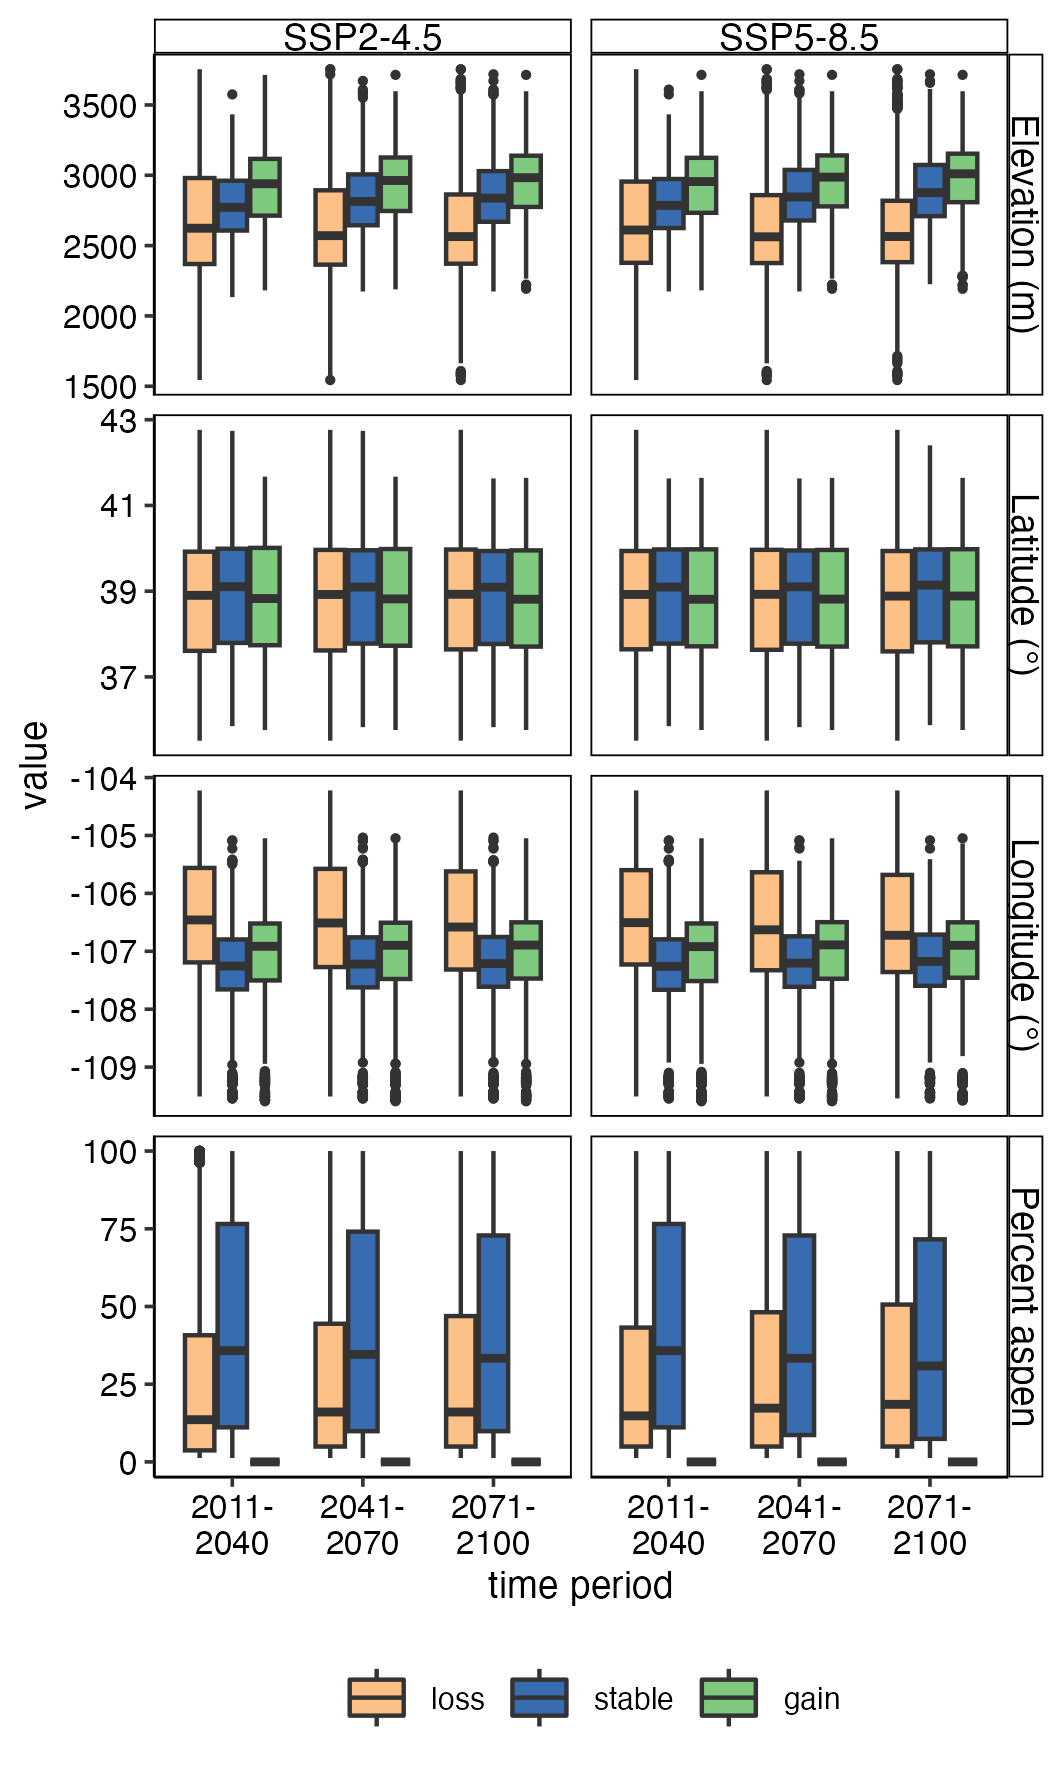 SSP2-4.5
SSP5-8.5
3500
3000
2500
2000
1500
Elevation (m)
43
41
39
37
Latitude (°)
value
-104
-105
-106
-107
-108
-109
Longitude (°)
100
75
50
25
0
Percent aspen
2011-
2040
2041-
2070
2071-
2100
2011-
2040
2041-
2070
2071-
2100
time period
loss
stable
gain